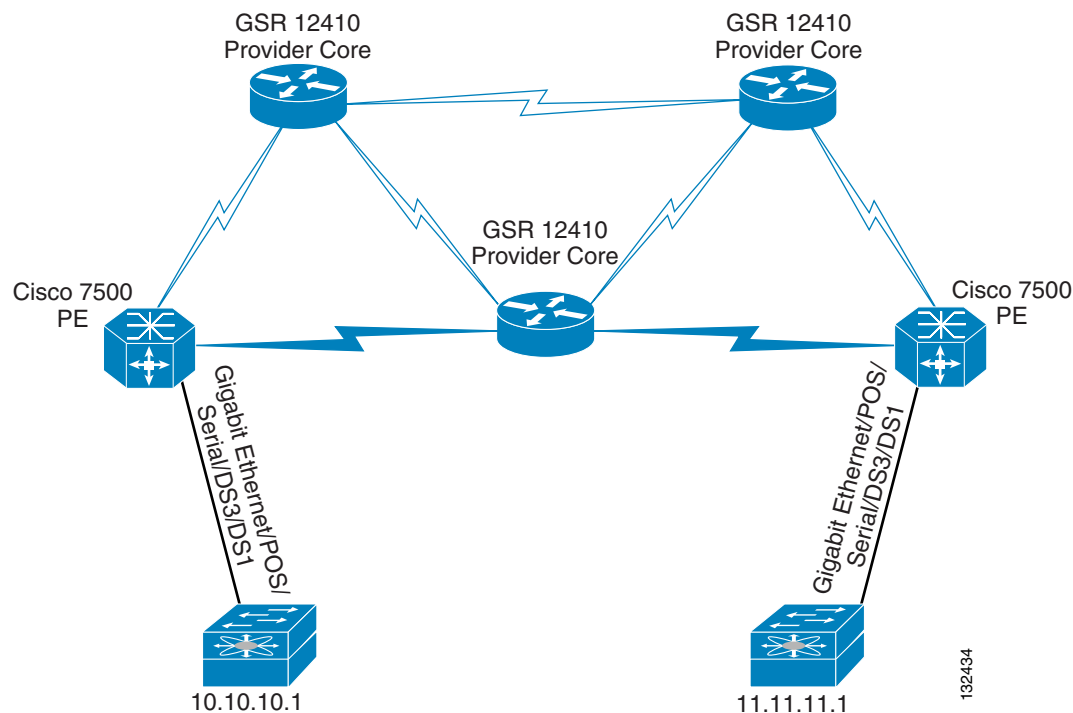 GSR 12410
Provider Core
GSR 12410
Provider Core
GSR 12410
Provider Core
Cisco 7500
PE
Cisco 7500
PE
Gigabit Ethernet/POS/
Serial/DS3/DS1
Gigabit Ethernet/POS/
Serial/DS3/DS1
10.10.10.1
11.11.11.1
132434